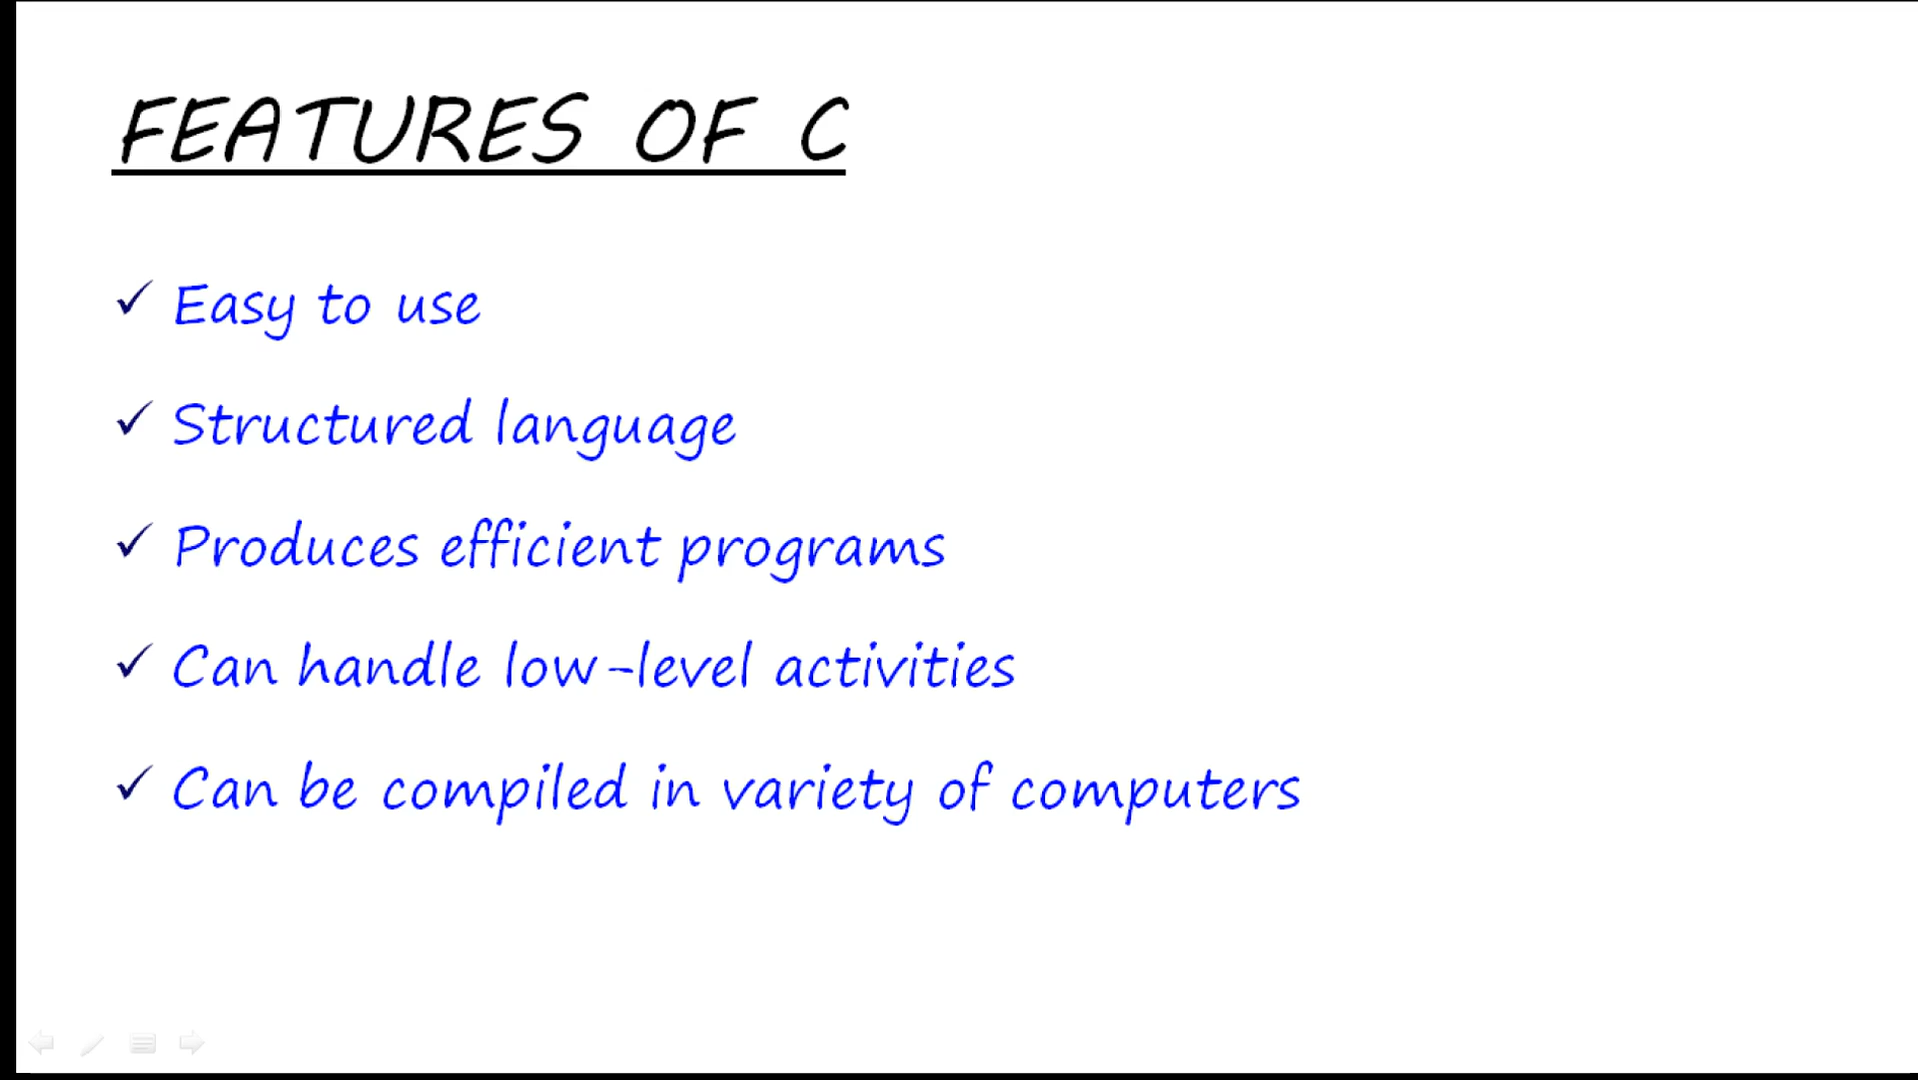 FEATURES OF C
✓ Easy to use
✓ Structured language
✓ Produces efficient programs
✓ Can handle low-level activities
✓ Can be compiled in variety of computers